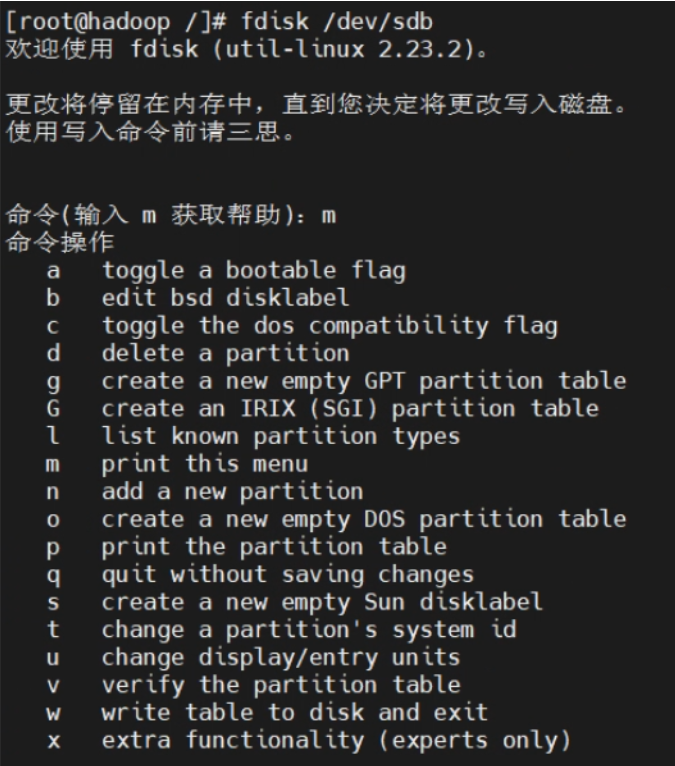 [root@hadoop /]# fdisk /dev/sdb
欢迎使用 fdisk (util-linux 2.23.2)。
更改将停留在内存中，直到您决定将更改写入磁盘。
使用写入命令前请三思。
命令(输入 m 获取帮助)：m
命令操作
a   toggle a bootable flag
b   edit bsd disklabel
c   toggle the dos compatibility flag
d   delete a partition
g   create a new empty GPT partition table
G   create an IRIX (SGI) partition table
l   list known partition types
m   print this menu
n   add a new partition
o   create a new empty DOS partition table
p   print the partition table
q   quit without saving changes
s   create a new empty Sun disklabel
t   change a partition's system id
u   change display/entry units
v   verify the partition table
w   write table to disk and exit
x   extra functionality (experts only)